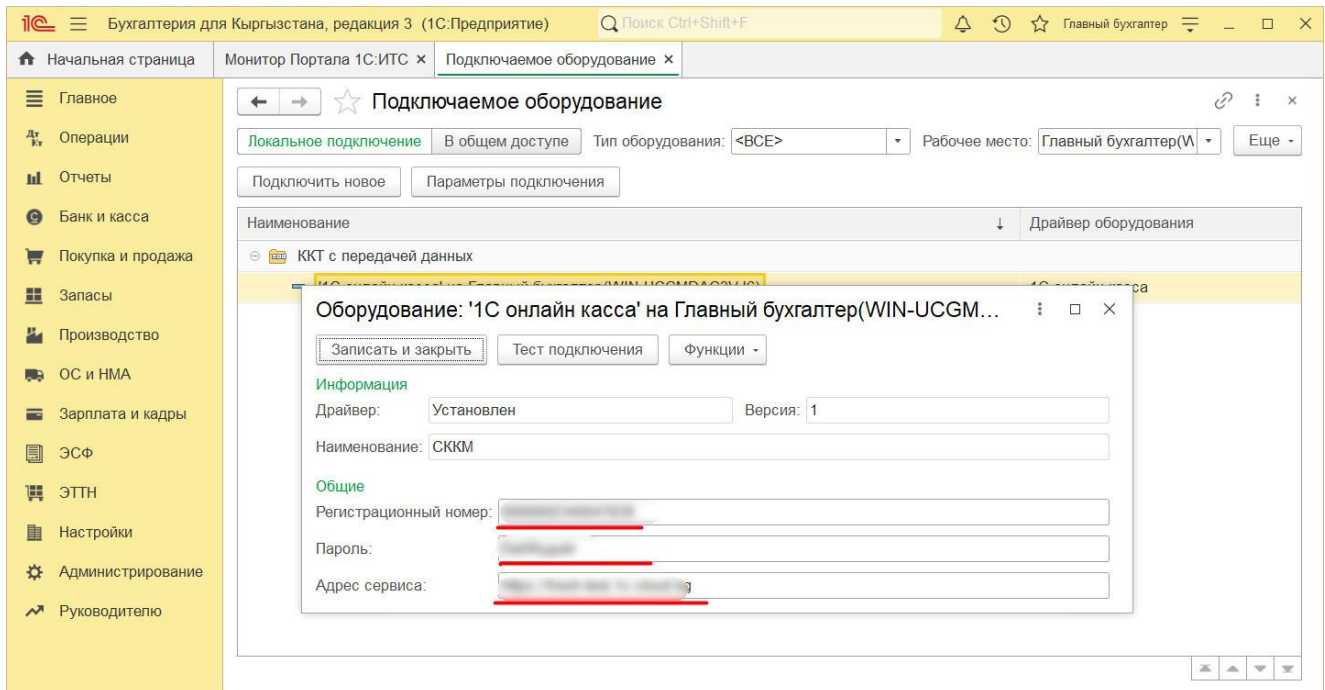 1С Бухгалтерия для Кыргызстана, редакция 3 (1С:Предприятие) Поиск Ctrl+Shift+F Главный бухгалтер
Начальная страница Монитор Портала 1С:ИТС × Подключаемое оборудование ×
Главное
Операции
Отчеты
Банк и касса
Покупка и продажа
Запасы
Производство
ОС и НМА
Зарплата и кадры
ЭСФ
ЭТТН
Настройки
Администрирование
Руководителю
Подключаемое оборудование
Локальное подключение В общем доступе Тип оборудования: <ВСЕ> Рабочее место: Главный бухгалтер(W Еще
Подключить новое Параметры подключения
Наименование ↓ Драйвер оборудования
ККТ с передачей данных
Оборудование: '1С онлайн касса' на Главный бухгалтер(WIN-UCGM...
Записать и закрыть Тест подключения Функции
Информация
Драйвер: Установлен Версия: 1
Наименование: СККМ
Общие
Регистрационный номер:
Пароль:
Адрес сервиса: